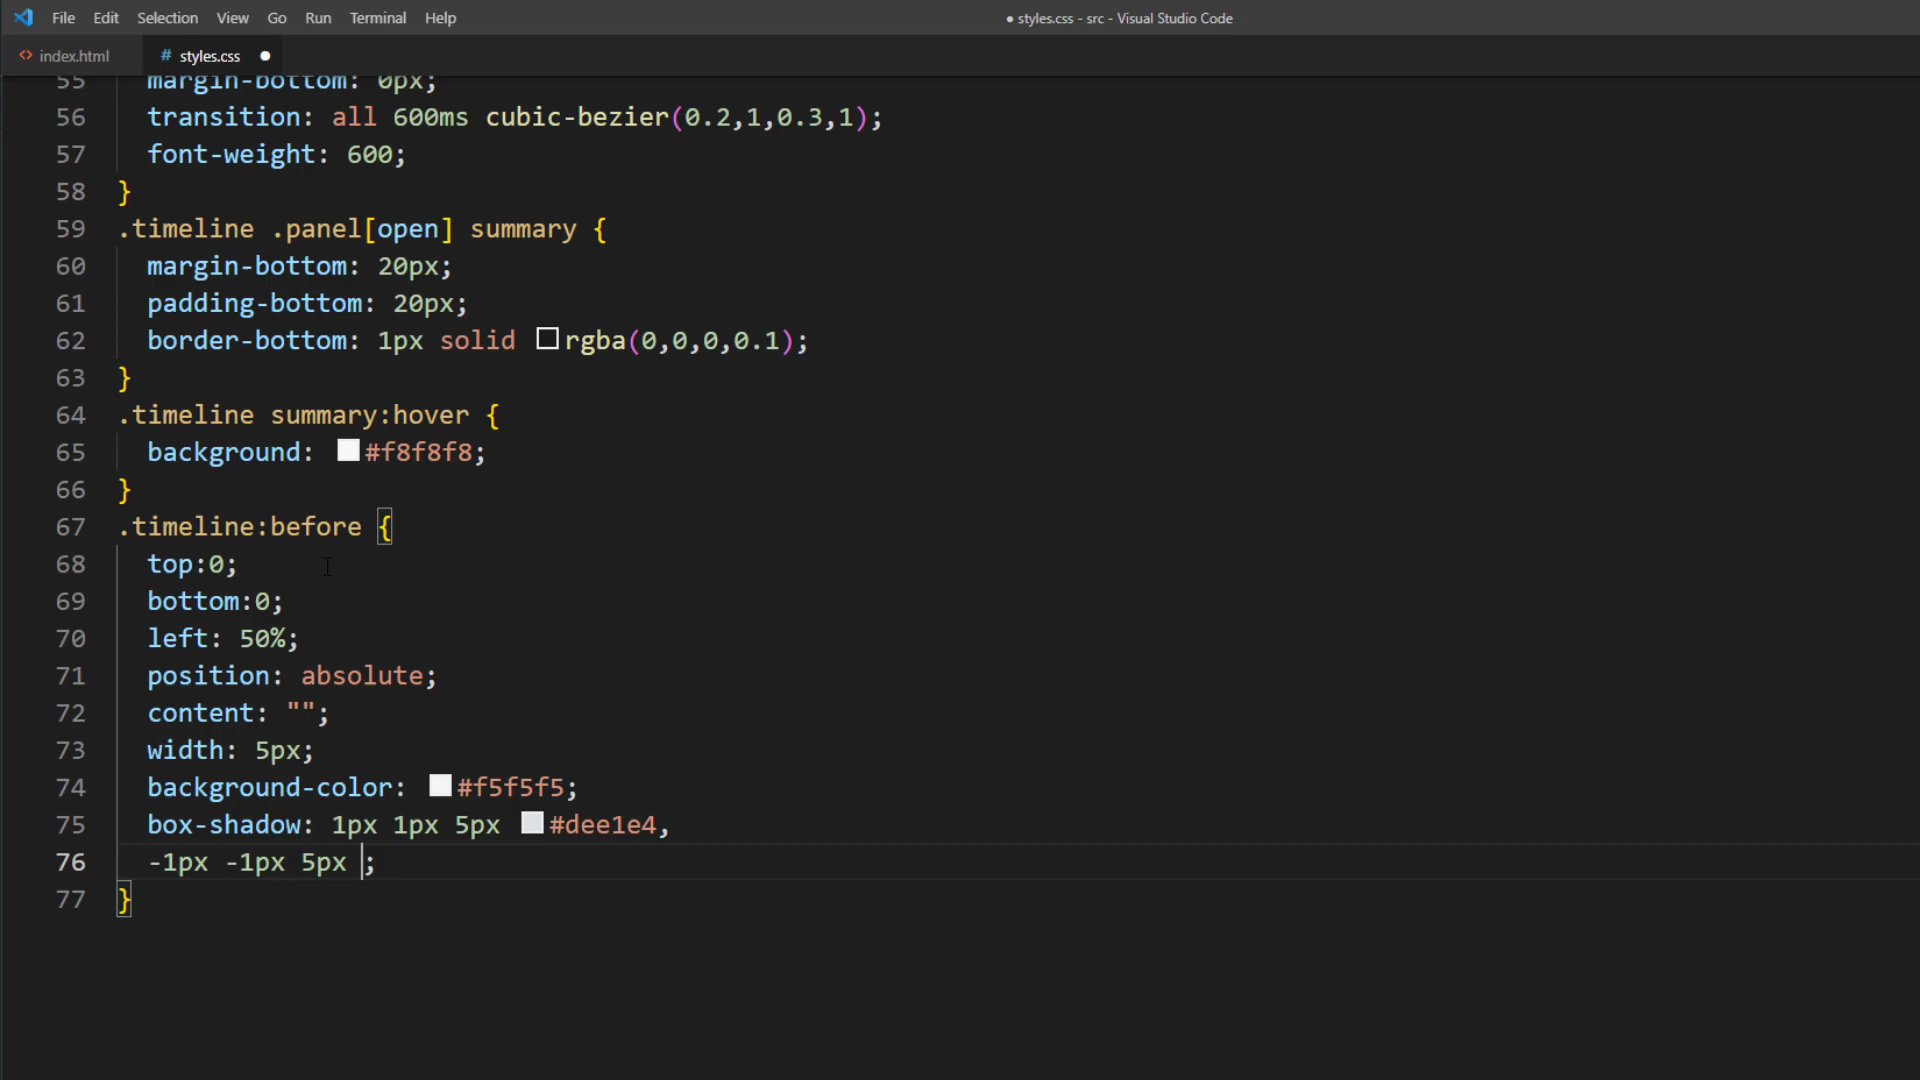 File Edit Selection View Go Run Terminal Help
● styles.css - src - Visual Studio Code
<> index.html
# styles.css ●
55 margin-bottom: 0px;
56 transition: all 600ms cubic-bezier(0.2,1,0.3,1);
57 font-weight: 600;
58 }
59 .timeline .panel[open] summary {
60 margin-bottom: 20px;
61 padding-bottom: 20px;
62 border-bottom: 1px solid rgba(0,0,0,0.1);
63 }
64 .timeline summary:hover {
65 background: #f8f8f8;
66 }
67 .timeline:before {
68 top:0;
69 bottom:0;
70 left: 50%;
71 position: absolute;
72 content: "";
73 width: 5px;
74 background-color: #f5f5f5;
75 box-shadow: 1px 1px 5px #dee1e4,
76 -1px -1px 5px ;
77 }